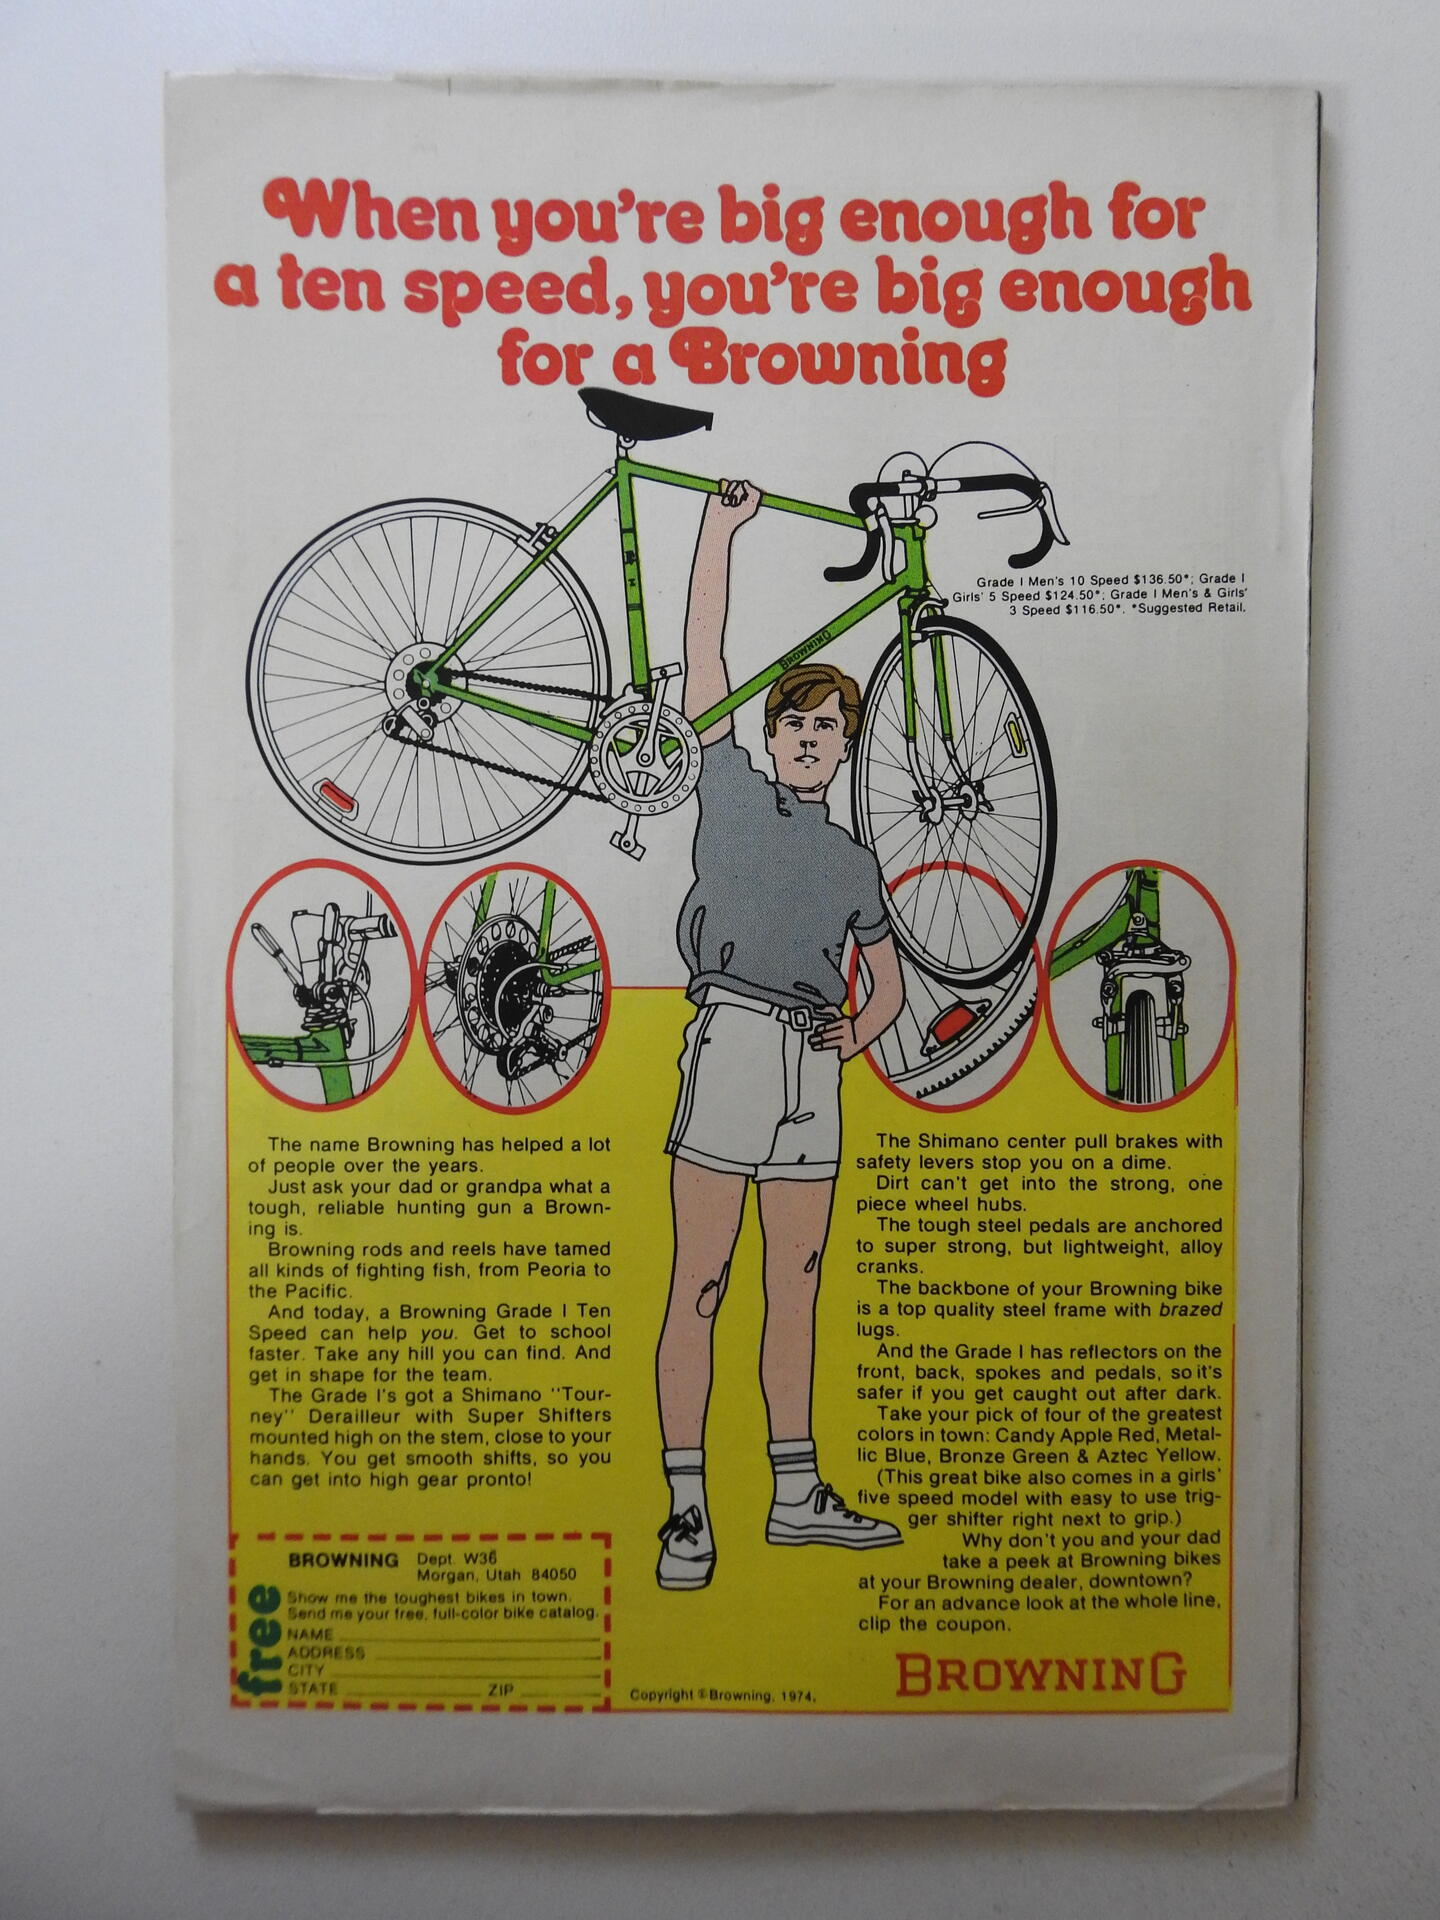 When you're big enough for
a ten speed, you're big enough
for a Browning
BROWNING
Grade I Men's 10 Speed $136.50*; Grade I
Girls' 5 Speed $124.50*; Grade I Men's & Girls'
3 Speed $116.50*. *Suggested Retail.
The name Browning has helped a lot
of people over the years.
Just ask your dad or grandpa what a
tough, reliable hunting gun a Brown-
ing is.
Browning rods and reels have tamed
all kinds of fighting fish, from Peoria to
the Pacific.
And today, a Browning Grade I Ten
Speed can help you. Get to school
faster. Take any hill you can find. And
get in shape for the team.
The Grade I's got a Shimano "Tour-
ney" Derailleur with Super Shifters
mounted high on the stem, close to your
hands. You get smooth shifts, so you
can get into high gear pronto!
The Shimano center pull brakes with
safety levers stop you on a dime.
Dirt can't get into the strong, one
piece wheel hubs.
The tough steel pedals are anchored
to super strong, but lightweight, alloy
cranks.
The backbone of your Browning bike
is a top quality steel frame with brazed
lugs.
And the Grade I has reflectors on the
front, back, spokes and pedals, so it's
safer if you get caught out after dark.
Take your pick of four of the greatest
colors in town: Candy Apple Red, Metal-
lic Blue, Bronze Green & Aztec Yellow.
(This great bike also comes in a girls'
five speed model with easy to use trig-
ger shifter right next to grip.)
Why don't you and your dad
take a peek at Browning bikes
at your Browning dealer, downtown?
For an advance look at the whole line,
clip the coupon.
BROWNING Dept. W36
Morgan, Utah 84050
free
Show me the toughest bikes in town.
Send me your free, full-color bike catalog.
NAME
ADDRESS
CITY
STATE ZIP
Copyright © Browning, 1974.
BROWNING